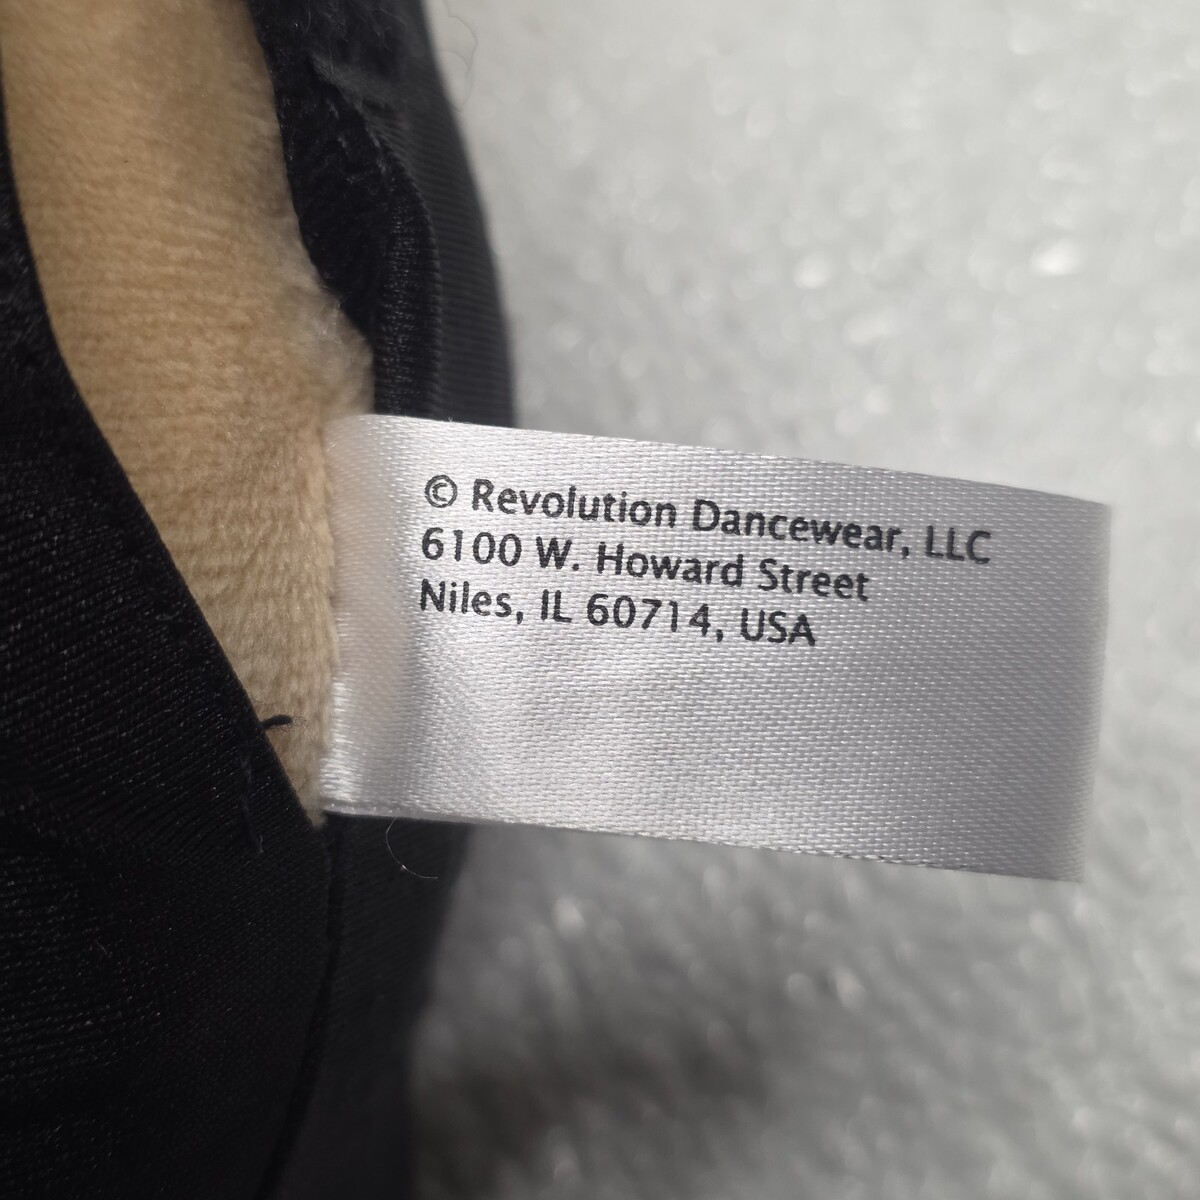 © Revolution Dancewear, LLC
6100 W. Howard Street
Niles, IL 60714, USA